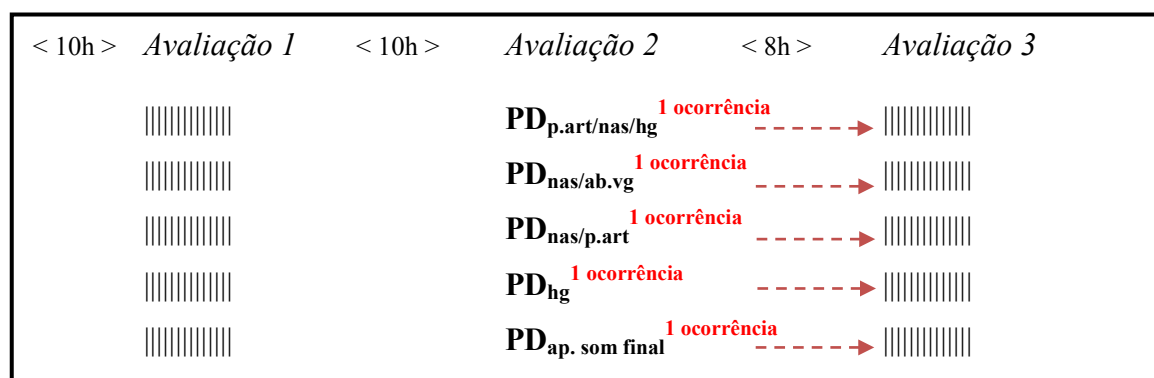 < 10h > Avaliação 1 < 10h > Avaliação 2 < 8h > Avaliação 3
|||||||||||||| PDp.art/nas/hg 1 ocorrência ||||||||||||||
|||||||||||||| PDnas/ab.vg 1 ocorrência ||||||||||||||
|||||||||||||| PDnas/p.art 1 ocorrência ||||||||||||||
|||||||||||||| PDhg 1 ocorrência ||||||||||||||
|||||||||||||| PDap. som final 1 ocorrência ||||||||||||||